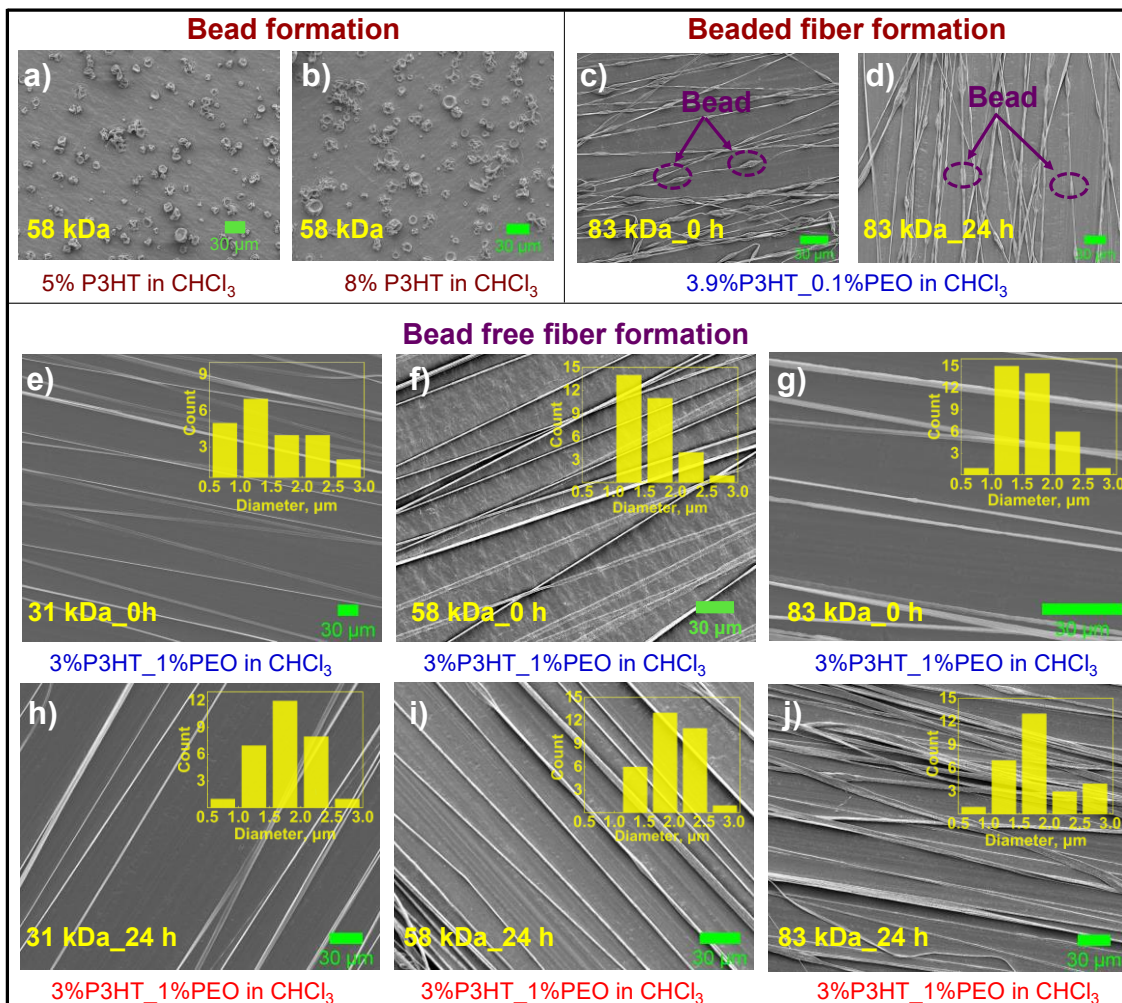 Bead formation
Beaded fiber formation
a)
58 kDa
30 µm
b)
58 kDa
30 µm
c)
Bead
83 kDa_0 h
30 µm
d)
Bead
83 kDa_24 h
30 µm
5% P3HT in CHCl₃
8% P3HT in CHCl₃
3.9%P3HT_0.1%PEO in CHCl₃
Bead free fiber formation
e)
9
6
3
Count
0.5 1.0 1.5 2.0 2.5 3.0
Diameter, µm
31 kDa_0h
30 µm
f)
15
12
9
6
3
Count
0.5 1.0 1.5 2.0 2.5 3.0
Diameter, µm
58 kDa_0 h
30 µm
g)
15
12
9
6
3
Count
0.5 1.0 1.5 2.0 2.5 3.0
Diameter, µm
83 kDa_0 h
30 µm
3%P3HT_1%PEO in CHCl₃
3%P3HT_1%PEO in CHCl₃
3%P3HT_1%PEO in CHCl₃
h)
12
9
6
3
Count
0.5 1.0 1.5 2.0 2.5 3.0
Diameter, µm
31 kDa_24 h
30 µm
i)
15
12
9
6
3
Count
0.5 1.0 1.5 2.0 2.5 3.0
Diameter, µm
58 kDa_24 h
30 µm
j)
15
12
9
6
3
Count
0.5 1.0 1.5 2.0 2.5 3.0
Diameter, µm
83 kDa_24 h
30 µm
3%P3HT_1%PEO in CHCl₃
3%P3HT_1%PEO in CHCl₃
3%P3HT_1%PEO in CHCl₃